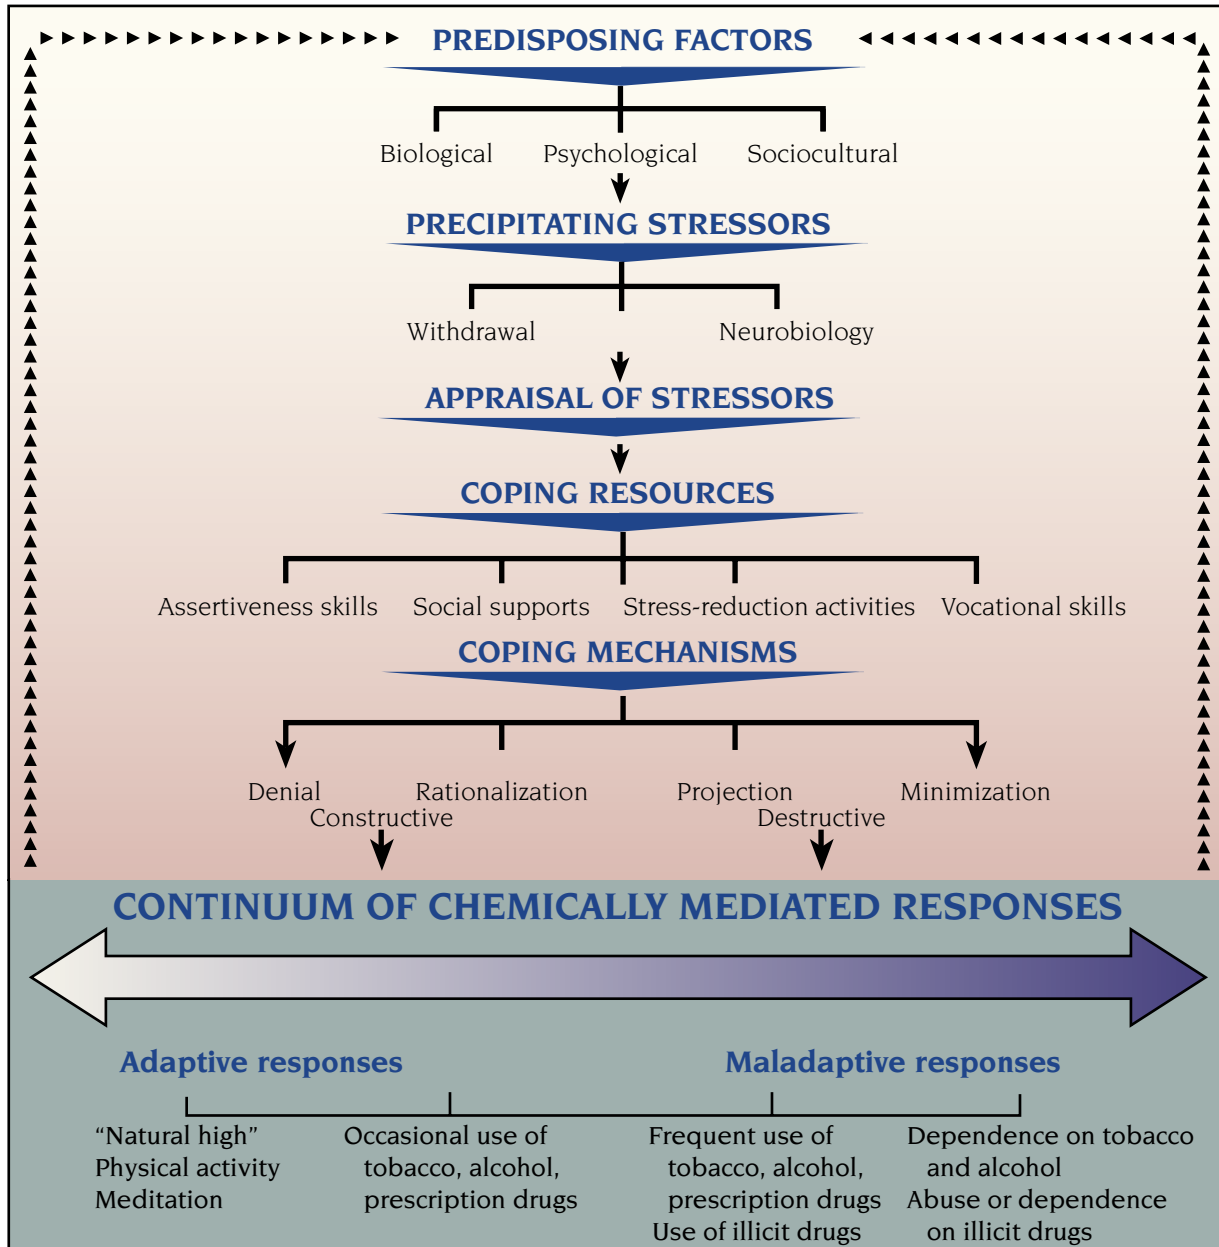 PREDISPOSING FACTORS
Biological
Psychological
Sociocultural
PRECIPITATING STRESSORS
Withdrawal
Neurobiology
APPRAISAL OF STRESSORS
COPING RESOURCES
Assertiveness skills
Social supports
Stress-reduction activities
Vocational skills
COPING MECHANISMS
Denial
Rationalization
Projection
Minimization
Constructive
Destructive
CONTINUUM OF CHEMICALLY MEDIATED RESPONSES
Adaptive responses
Maladaptive responses
“Natural high”
Physical activity
Meditation
Occasional use of
tobacco, alcohol,
prescription drugs
Frequent use of
tobacco, alcohol,
prescription drugs
Use of illicit drugs
Dependence on tobacco
and alcohol
Abuse or dependence
on illicit drugs